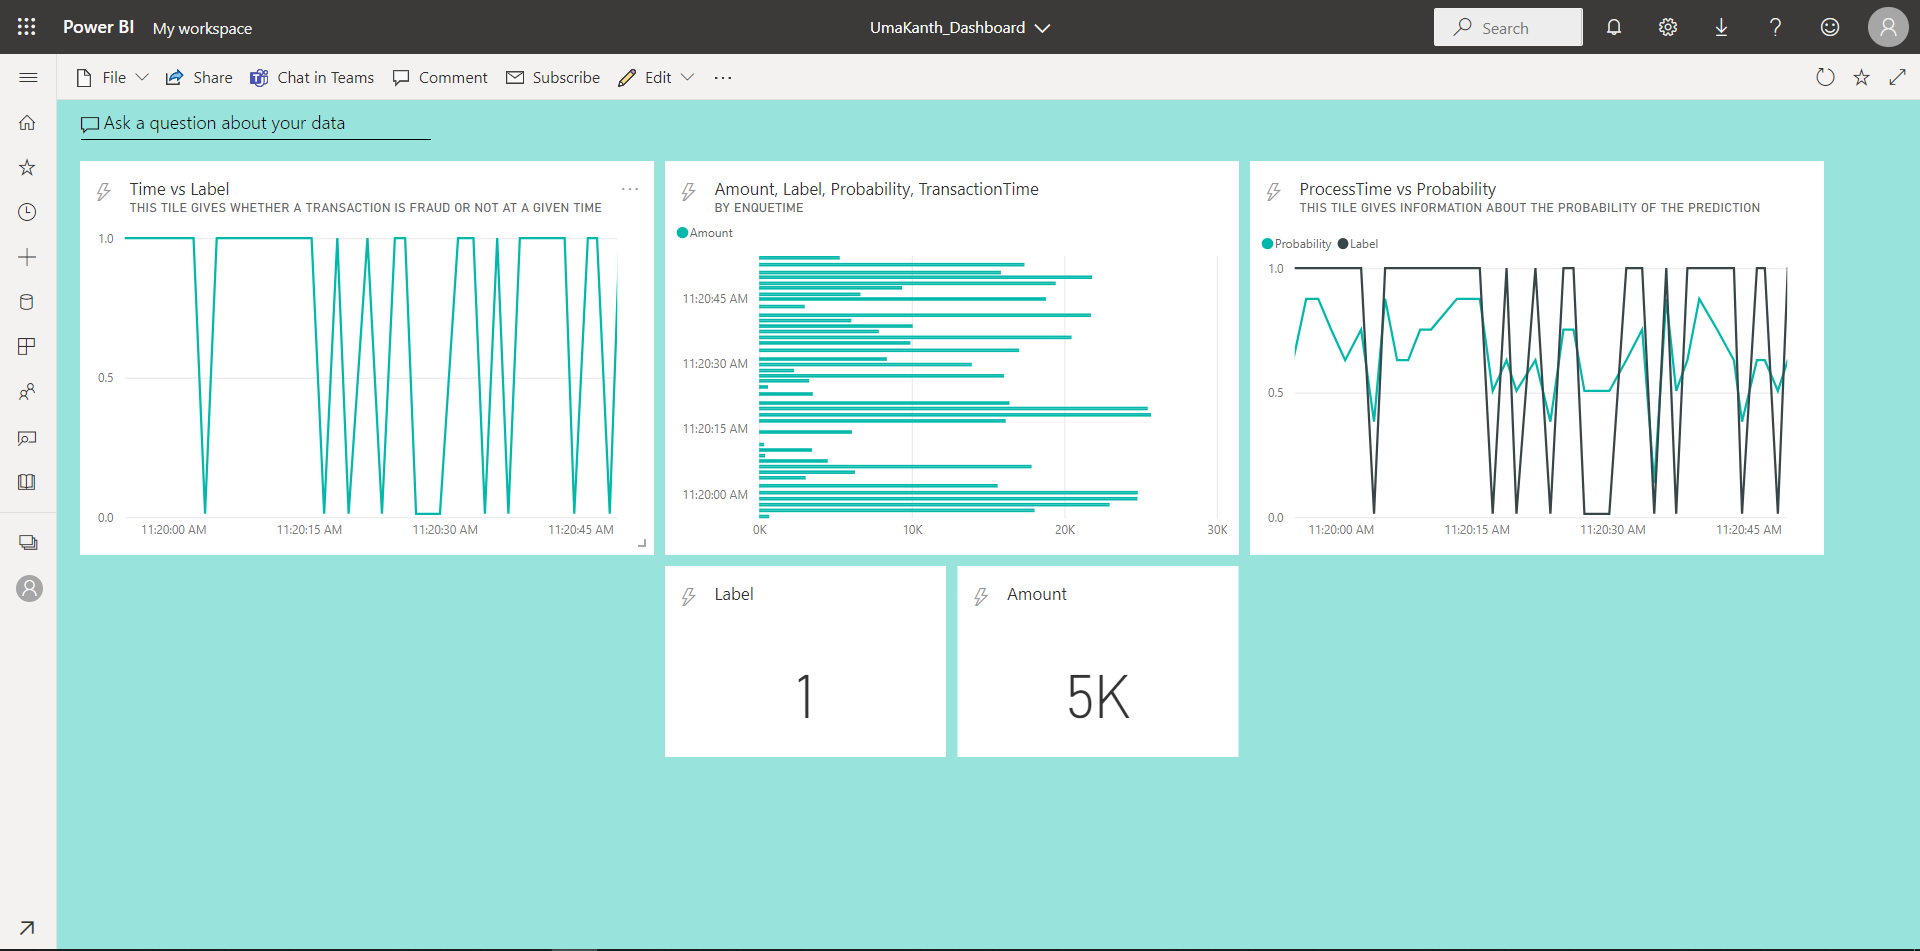 Power BI My workspace UmaKanth_Dashboard Search
File Share Chat in Teams Comment Subscribe Edit
Ask a question about your data
Time vs Label
THIS TILE GIVES WHETHER A TRANSACTION IS FRAUD OR NOT AT A GIVEN TIME
1.0
0.5
0.0
11:20:00 AM 11:20:15 AM 11:20:30 AM 11:20:45 AM
Amount, Label, Probability, TransactionTime
BY ENQUETIME
Amount
11:20:45 AM
11:20:30 AM
11:20:15 AM
11:20:00 AM
0K 10K 20K 30K
ProcessTime vs Probability
THIS TILE GIVES INFORMATION ABOUT THE PROBABILITY OF THE PREDICTION
Probability Label
1.0
0.5
0.0
11:20:00 AM 11:20:15 AM 11:20:30 AM 11:20:45 AM
Label
1
Amount
5K